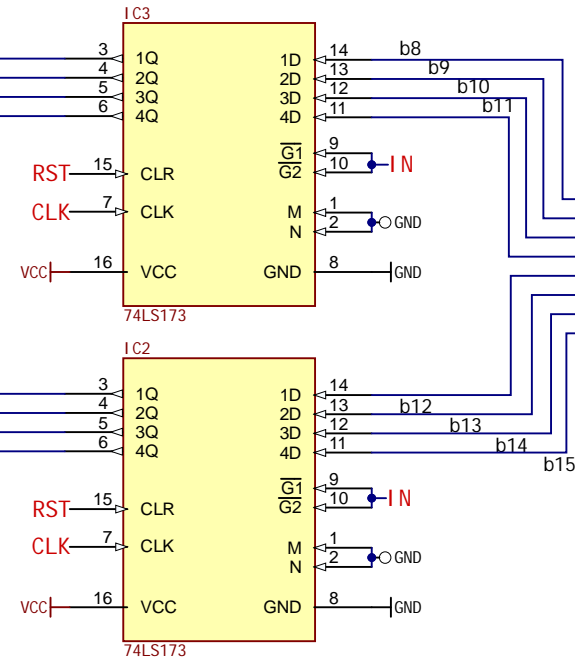 IC3
3 1Q 1D 14 b8
4 2Q 2D 13 b9
5 3Q 3D 12 b10
6 4Q 4D 11 b11
G1 9
G2 10 IN
RST 15 CLR
CLK 7 CLK M 1
N 2 GND
VCC 16 VCC GND 8 GND
74LS173
IC2
3 1Q 1D 14
4 2Q 2D 13 b12
5 3Q 3D 12 b13
6 4Q 4D 11 b14
b15
G1 9
G2 10 IN
RST 15 CLR
CLK 7 CLK M 1
N 2 GND
VCC 16 VCC GND 8 GND
74LS173